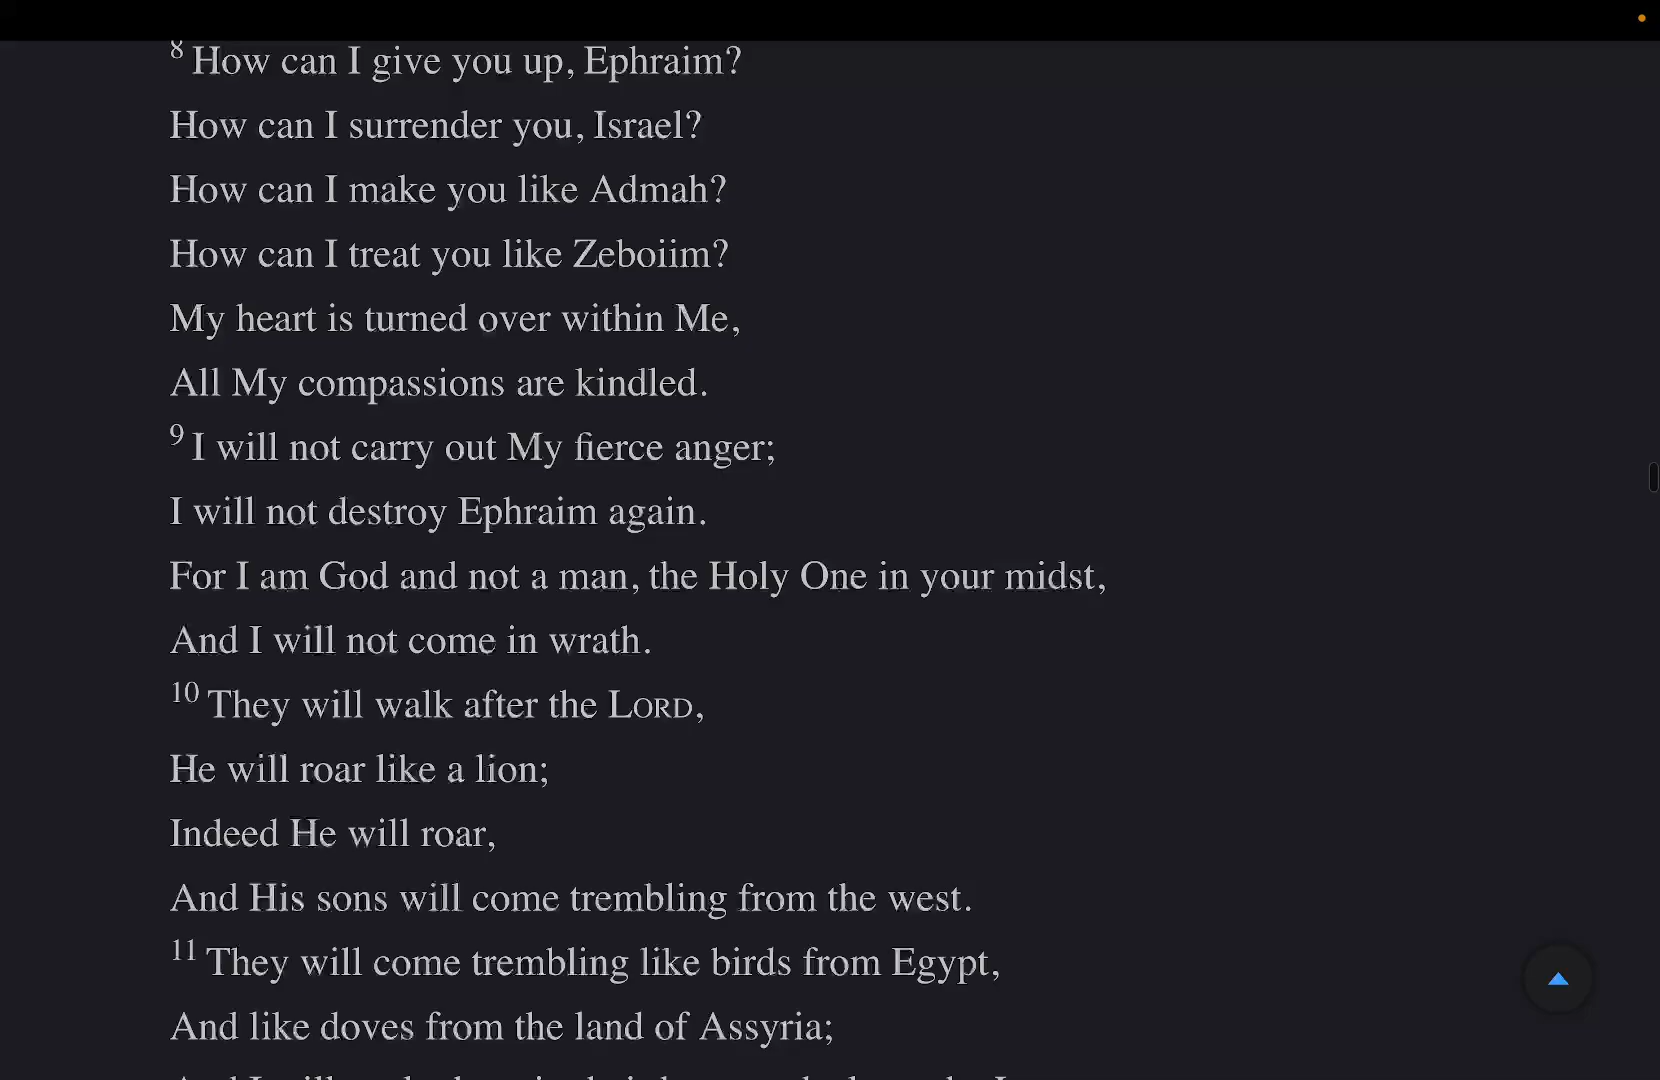 8 How can I give you up, Ephraim?
How can I surrender you, Israel?
How can I make you like Admah?
How can I treat you like Zeboiim?
My heart is turned over within Me,
All My compassions are kindled.
9 I will not carry out My fierce anger;
I will not destroy Ephraim again.
For I am God and not a man, the Holy One in your midst,
And I will not come in wrath.
10 They will walk after the LORD,
He will roar like a lion;
Indeed He will roar,
And His sons will come trembling from the west.
11 They will come trembling like birds from Egypt,
And like doves from the land of Assyria;